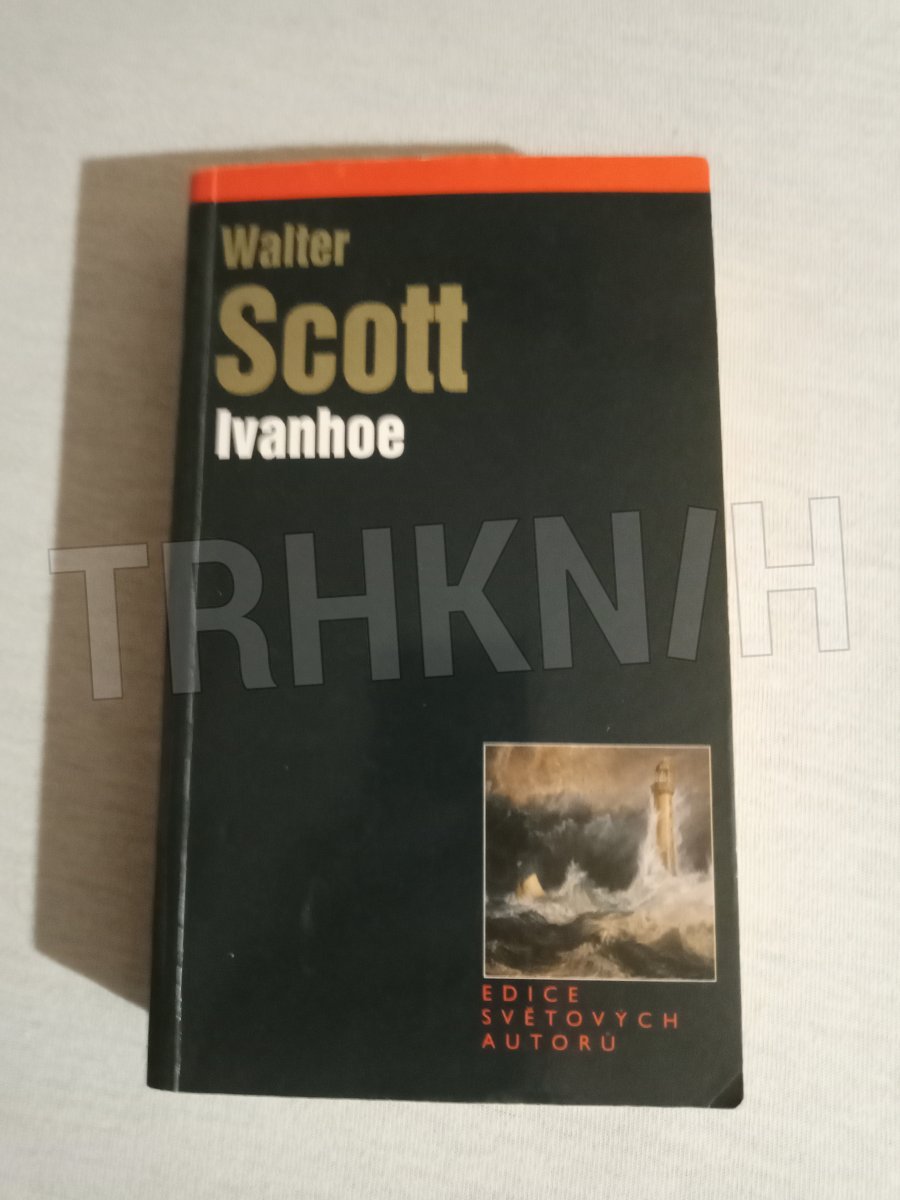 Walter
Scott
Ivanhoe
TRHKNIH
EDICE
SVĚTOVÝCH
AUTORŮ